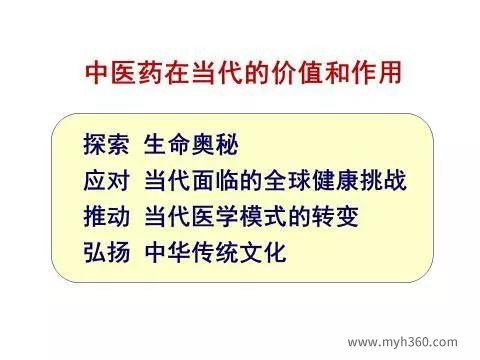 中医药在当代的价值和作用
探索 生命奥秘
应对 当代面临的全球健康挑战
推动 当代医学模式的转变
弘扬 中华传统文化
www.myh360.com